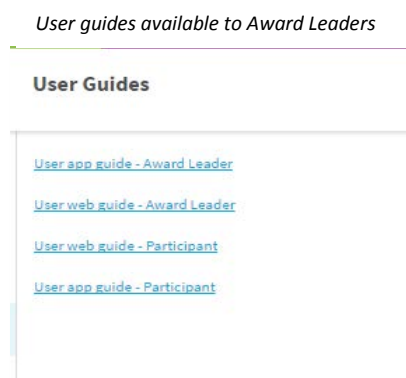 User guides available to Award Leaders
User Guides
User app guide - Award Leader
User web guide - Award Leader
User web guide - Participant
User app guide - Participant